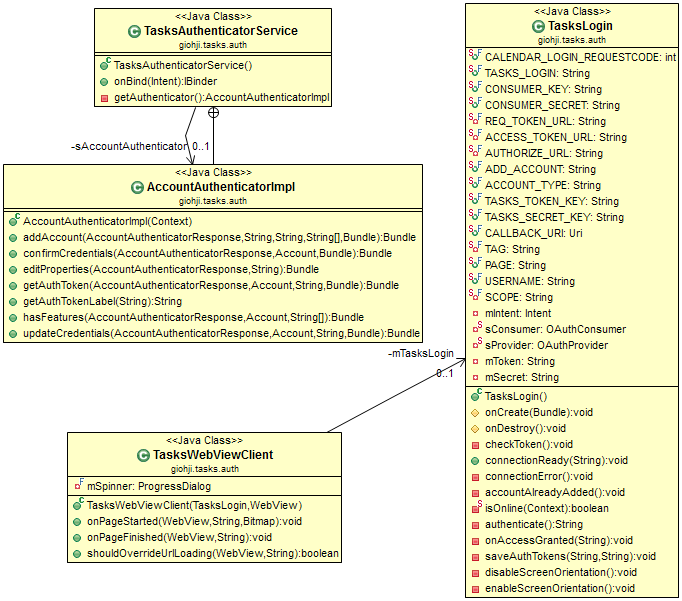 <<Java Class>>
TasksAuthenticatorService
giohji.tasks.auth
TasksAuthenticatorService()
onBind(Intent):IBinder
getAuthenticator():AccountAuthenticatorImpl
-sAccountAuthenticator 0..1
<<Java Class>>
AccountAuthenticatorImpl
giohji.tasks.auth
AccountAuthenticatorImpl(Context)
addAccount(AccountAuthenticatorResponse,String,String,String[],Bundle):Bundle
confirmCredentials(AccountAuthenticatorResponse,Account,Bundle):Bundle
editProperties(AccountAuthenticatorResponse,String):Bundle
getAuthToken(AccountAuthenticatorResponse,Account,String,Bundle):Bundle
getAuthTokenLabel(String):String
hasFeatures(AccountAuthenticatorResponse,Account,String[]):Bundle
updateCredentials(AccountAuthenticatorResponse,Account,String,Bundle):Bundle
-mTasksLogin
0..1
<<Java Class>>
TasksWebViewClient
giohji.tasks.auth
mSpinner: ProgressDialog
TasksWebViewClient(TasksLogin,WebView)
onPageStarted(WebView,String,Bitmap):void
onPageFinished(WebView,String):void
shouldOverrideUrlLoading(WebView,String):boolean
<<Java Class>>
TasksLogin
giohji.tasks.auth
CALENDAR_LOGIN_REQUESTCODE: int
TASKS_LOGIN: String
CONSUMER_KEY: String
CONSUMER_SECRET: String
REQ_TOKEN_URL: String
ACCESS_TOKEN_URL: String
AUTHORIZE_URL: String
ADD_ACCOUNT: String
ACCOUNT_TYPE: String
TASKS_TOKEN_KEY: String
TASKS_SECRET_KEY: String
CALLBACK_URI: Uri
TAG: String
PAGE: String
USERNAME: String
SCOPE: String
mIntent: Intent
sConsumer: OAuthConsumer
sProvider: OAuthProvider
mToken: String
mSecret: String
TasksLogin()
onCreate(Bundle):void
onDestroy():void
checkToken():void
connectionReady(String):void
connectionError():void
accountAlreadyAdded():void
isOnline(Context):boolean
authenticate():String
onAccessGranted(String):void
saveAuthTokens(String,String):void
disableScreenOrientation():void
enableScreenOrientation():void